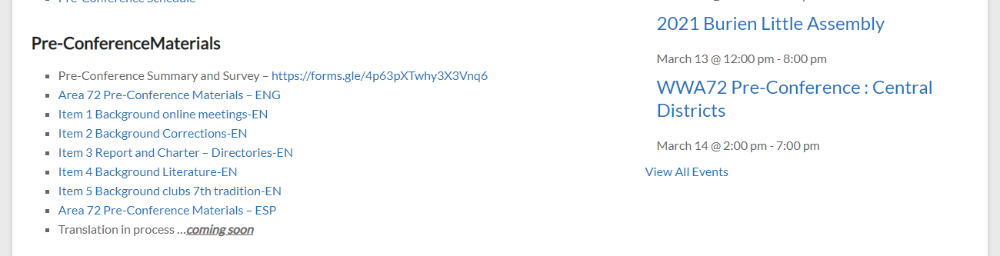 Pre-Conference Schedule
Pre-ConferenceMaterials
Pre-Conference Summary and Survey – https://forms.gle/4p63pXTwhy3X3Vnq6
Area 72 Pre-Conference Materials – ENG
Item 1 Background online meetings-EN
Item 2 Background Corrections-EN
Item 3 Report and Charter – Directories-EN
Item 4 Background Literature-EN
Item 5 Background clubs 7th tradition-EN
Area 72 Pre-Conference Materials – ESP
Translation in process …coming soon
2021 Burien Little Assembly
March 13 @ 12:00 pm - 8:00 pm
WWA72 Pre-Conference : Central
Districts
March 14 @ 2:00 pm - 7:00 pm
View All Events